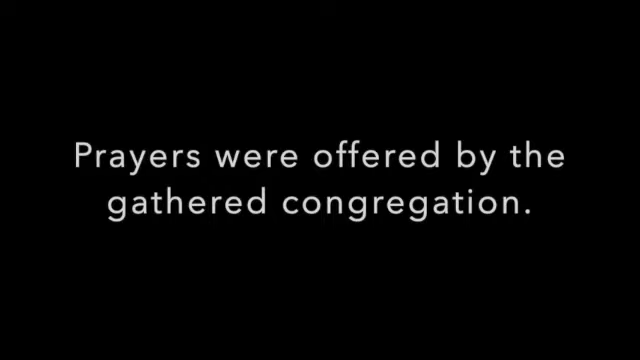 Prayers were offered by the
gathered congregation.